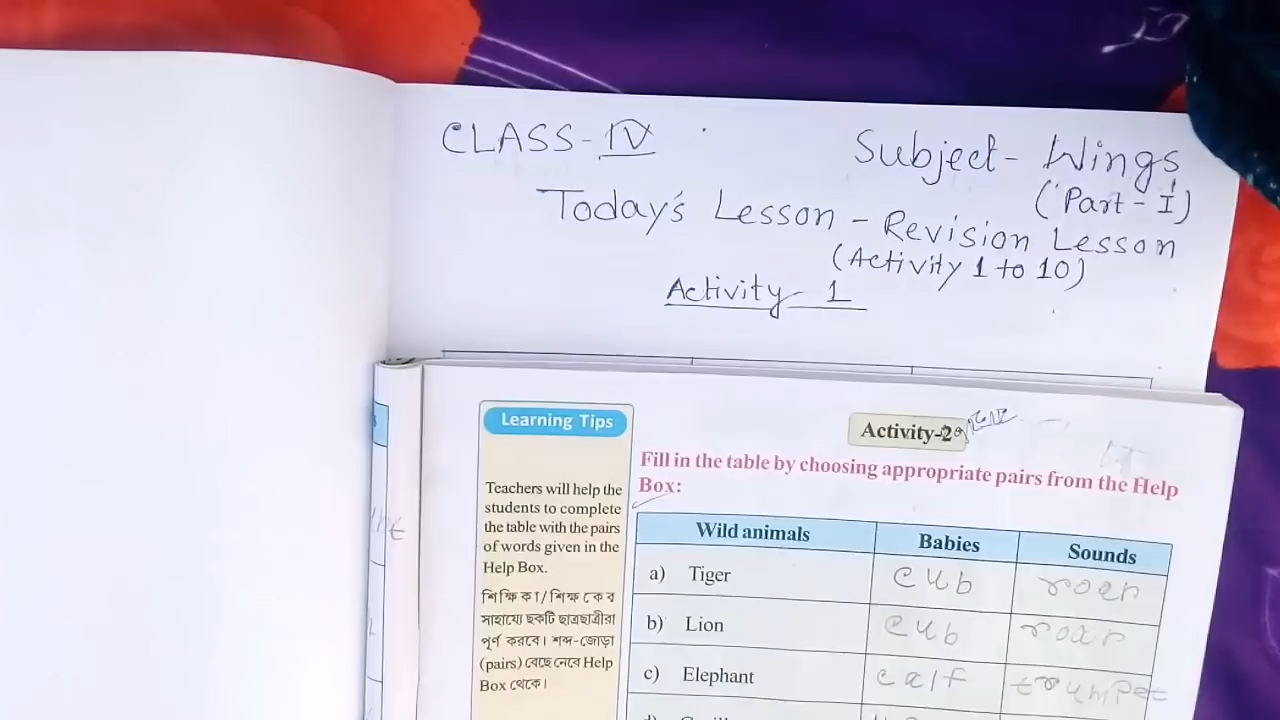 CLASS-IV
Subject- Wings
(Part-I)
Today's Lesson - Revision Lesson
(Activity 1 to 10)
Activity- 1
Learning Tips
Teachers will help the
students to complete
the table with the pairs
of words given in the
Help Box.
শিক্ষিকা/শিক্ষকের
সাহায্যে ছকটি ছাত্রছাত্রীরা
পূর্ণ করবে। শব্দ-জোড়া
(pairs) বেছে নেবে Help
Box থেকে।
Activity-2
Fill in the table by choosing appropriate pairs from the Help
Box:
Wild animals Babies Sounds
a) Tiger cub roar
b) Lion cub roar
c) Elephant calf trumpet